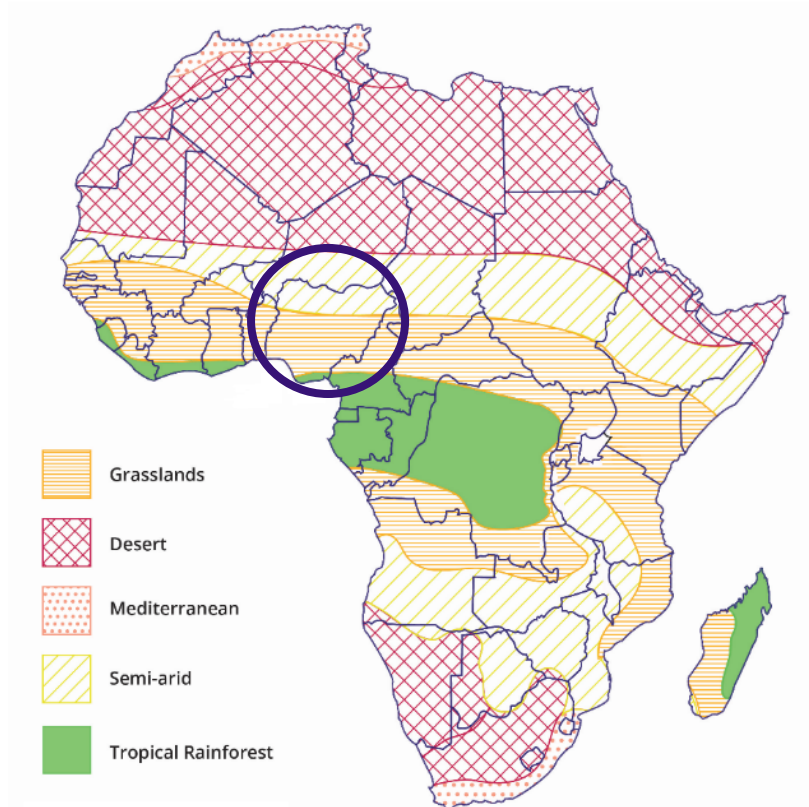 Grasslands
Desert
Mediterranean
Semi-arid
Tropical Rainforest